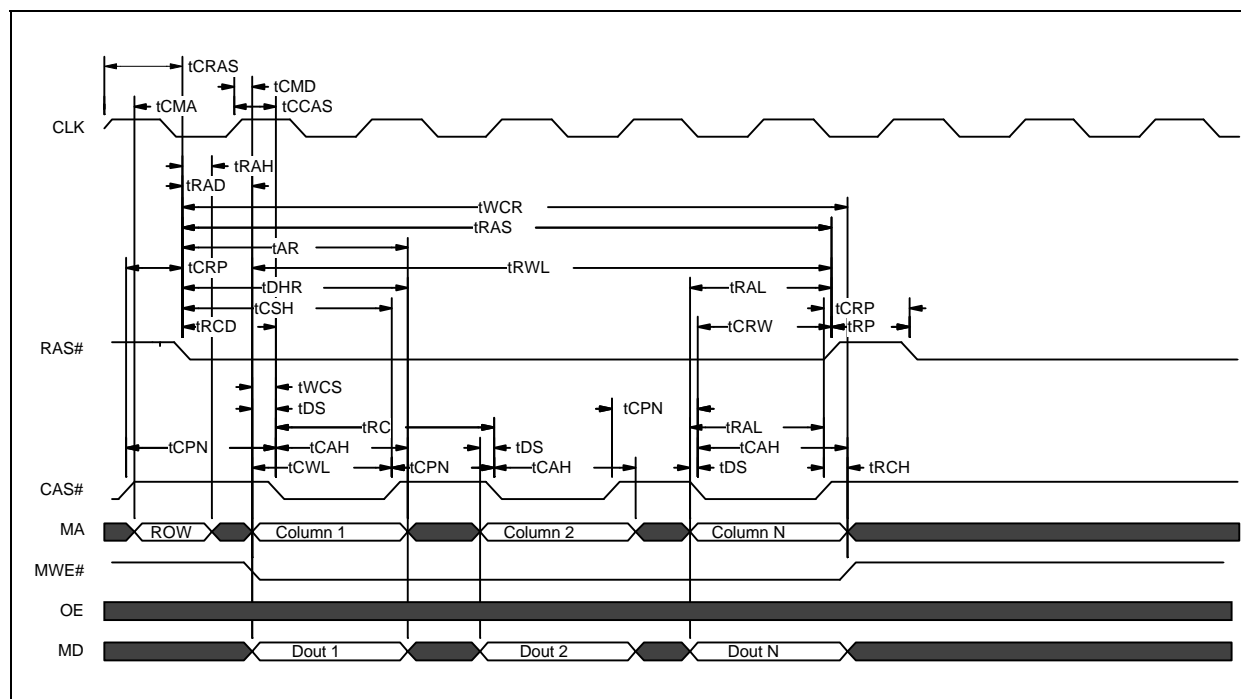 tCRAS
tCMD
tCMA
tCCAS
CLK
tRAH
tRAD
tWCR
tRAS
tAR
tCRP
tRWL
tDHR
tRAL
tCSH
tCRP
tRCD
tCRW
tRP
RAS#
tWCS
tDS
tCPN
tRC
tRAL
tCPN
tCAH
tDS
tCAH
tCWL
tCPN
tCAH
tDS
tRCH
CAS#
MA
ROW
Column 1
Column 2
Column N
MWE#
OE
MD
Dout 1
Dout 2
Dout N